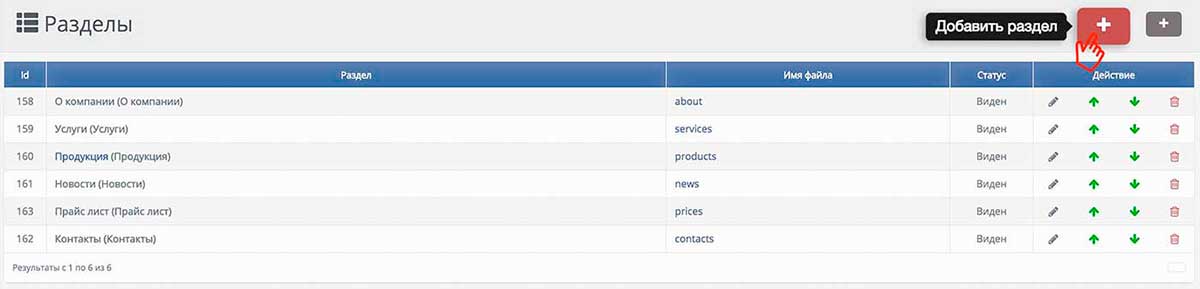 Разделы
Добавить раздел
Id Раздел Имя файла Статус Действие
158 О компании (О компании) about Виден
159 Услуги (Услуги) services Виден
160 Продукция (Продукция) products Виден
161 Новости (Новости) news Виден
163 Прайс лист (Прайс лист) prices Виден
162 Контакты (Контакты) contacts Виден
Результаты с 1 по 6 из 6